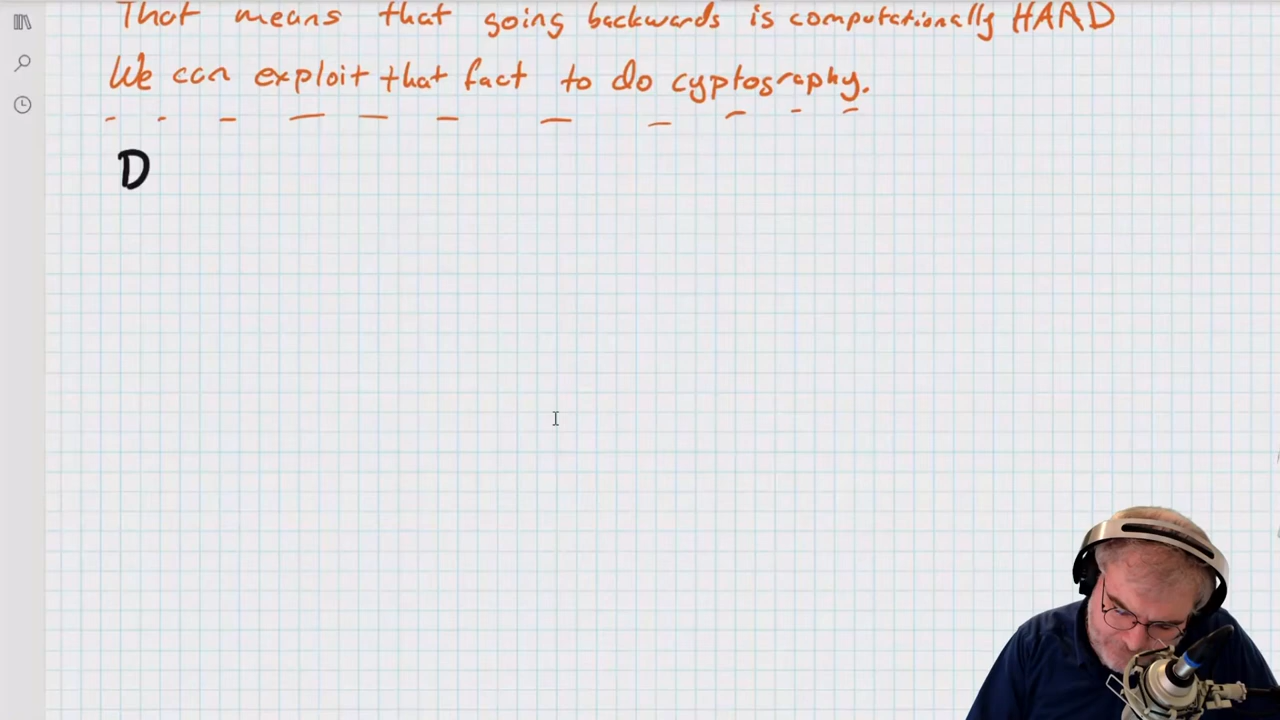 That means that going backwards is computationally HARD
We can exploit that fact to do cyptography.
D